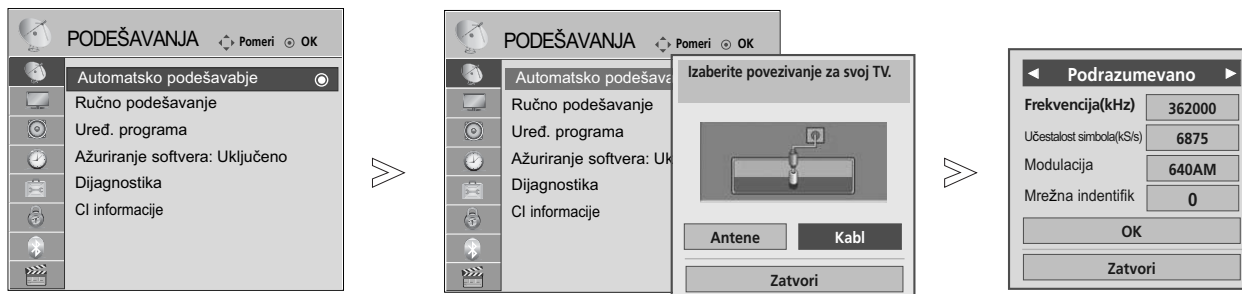 PODEŠAVANJA Pomeri OK
Automatsko podešavabje
Ručno podešavanje
Uređ. programa
Ažuriranje softvera: Uključeno
Dijagnostika
CI informacije
PODEŠAVANJA Pomeri OK
Automatsko podešava
Ručno podešavanje
Uređ. programa
Ažuriranje softvera: Uk
Dijagnostika
CI informacije
Izaberite povezivanje za svoj TV.
Antene Kabl
Zatvori
Podrazumevano
Frekvencija(kHz) 362000
Učestalost simbola(kS/s) 6875
Modulacija 640AM
Mrežna indentifik 0
OK
Zatvori